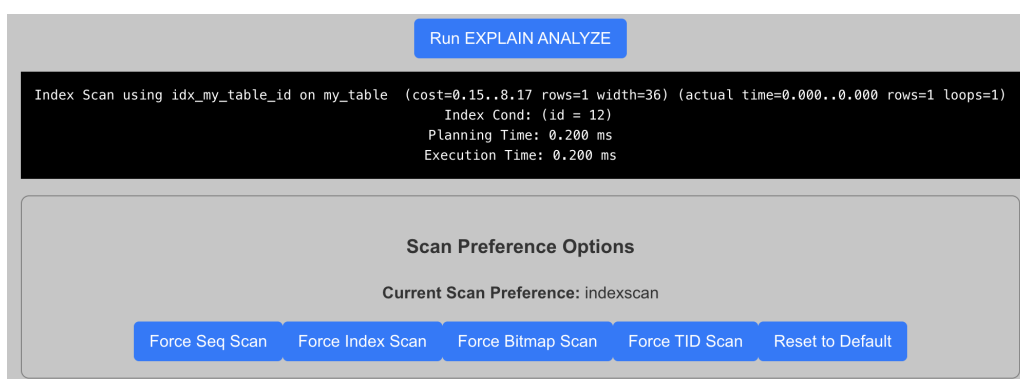 Run EXPLAIN ANALYZE
Index Scan using idx_my_table_id on my_table  (cost=0.15..8.17 rows=1 width=36) (actual time=0.000..0.000 rows=1 loops=1)
Index Cond: (id = 12)
Planning Time: 0.200 ms
Execution Time: 0.200 ms
Scan Preference Options
Current Scan Preference: indexscan
Force Seq Scan Force Index Scan Force Bitmap Scan Force TID Scan Reset to Default